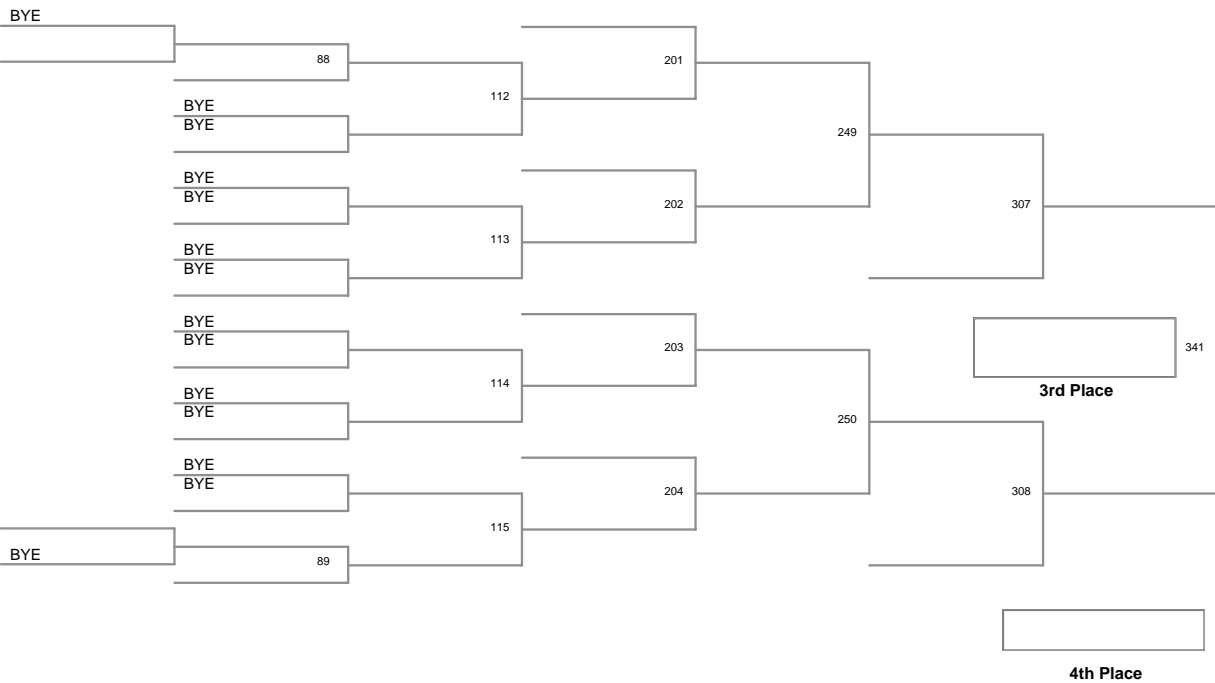 BYE
88
201
112
BYE
BYE
249
BYE
BYE
202
307
113
BYE
BYE
BYE
BYE
203
341
114
3rd Place
BYE
BYE
250
BYE
BYE
204
308
115
BYE
89
4th Place